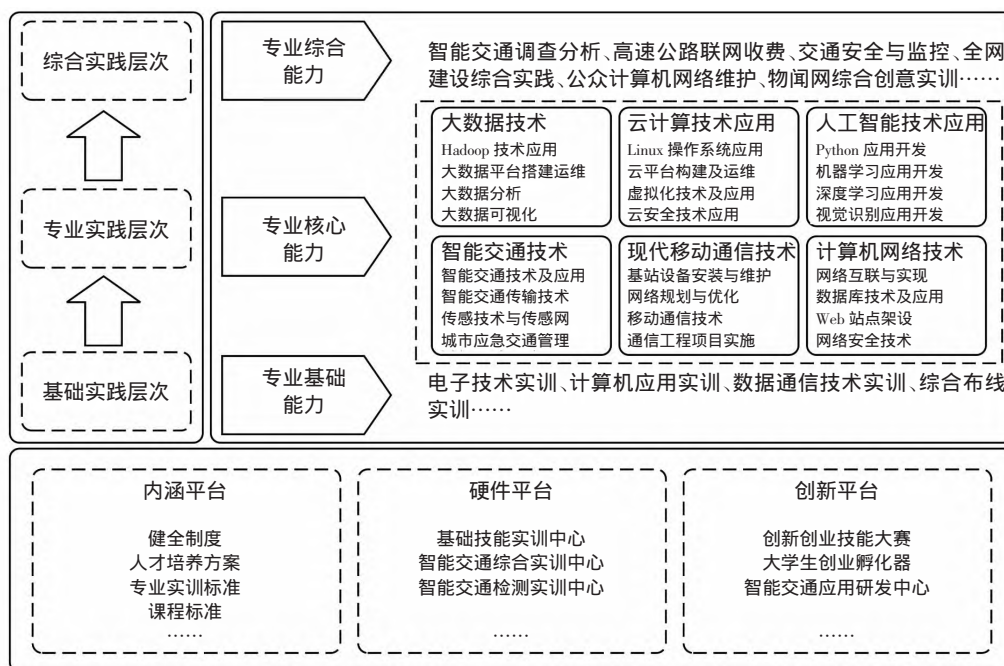 综合实践层次
专业实践层次
基础实践层次
专业综合
能力
智能交通调查分析、高速公路联网收费、交通安全与监控、全网
建设综合实践、公众计算机网络维护、物闻网综合创意实训……
专业核心
能力
大数据技术
Hadoop 技术应用
大数据平台搭建运维
大数据分析
大数据可视化
云计算技术应用
Linux 操作系统应用
云平台构建及运维
虚拟化技术及应用
云安全技术应用
人工智能技术应用
Python 应用开发
机器学习应用开发
深度学习应用开发
视觉识别应用开发
智能交通技术
智能交通技术及应用
智能交通传输技术
传感技术与传感网
城市应急交通管理
现代移动通信技术
基站设备安装与维护
网络规划与优化
移动通信技术
通信工程项目实施
计算机网络技术
网络互联与实现
数据库技术及应用
Web 站点架设
网络安全技术
专业基础
能力
电子技术实训、计算机应用实训、数据通信技术实训、综合布线
实训……
内涵平台
健全制度
人才培养方案
专业实训标准
课程标准
……
硬件平台
基础技能实训中心
智能交通综合实训中心
智能交通检测实训中心
……
创新平台
创新创业技能大赛
大学生创业孵化器
智能交通应用研发中心
……